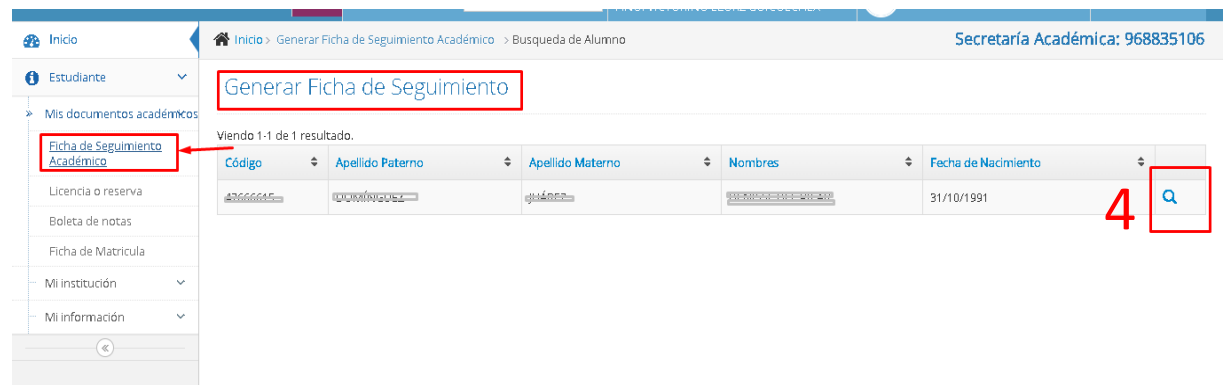 Inicio
Inicio > Generar Ficha de Seguimiento Académico > Busqueda de Alumno
Secretaría Académica: 968835106
Estudiante
Generar Ficha de Seguimiento
Mis documentos académicos
Viendo 1-1 de 1 resultado.
Ficha de Seguimiento
Académico
Código Apellido Paterno Apellido Materno Nombres Fecha de Nacimiento
Licencia o reserva
31/10/1991
4
Boleta de notas
Ficha de Matricula
Mi institución
Mi información